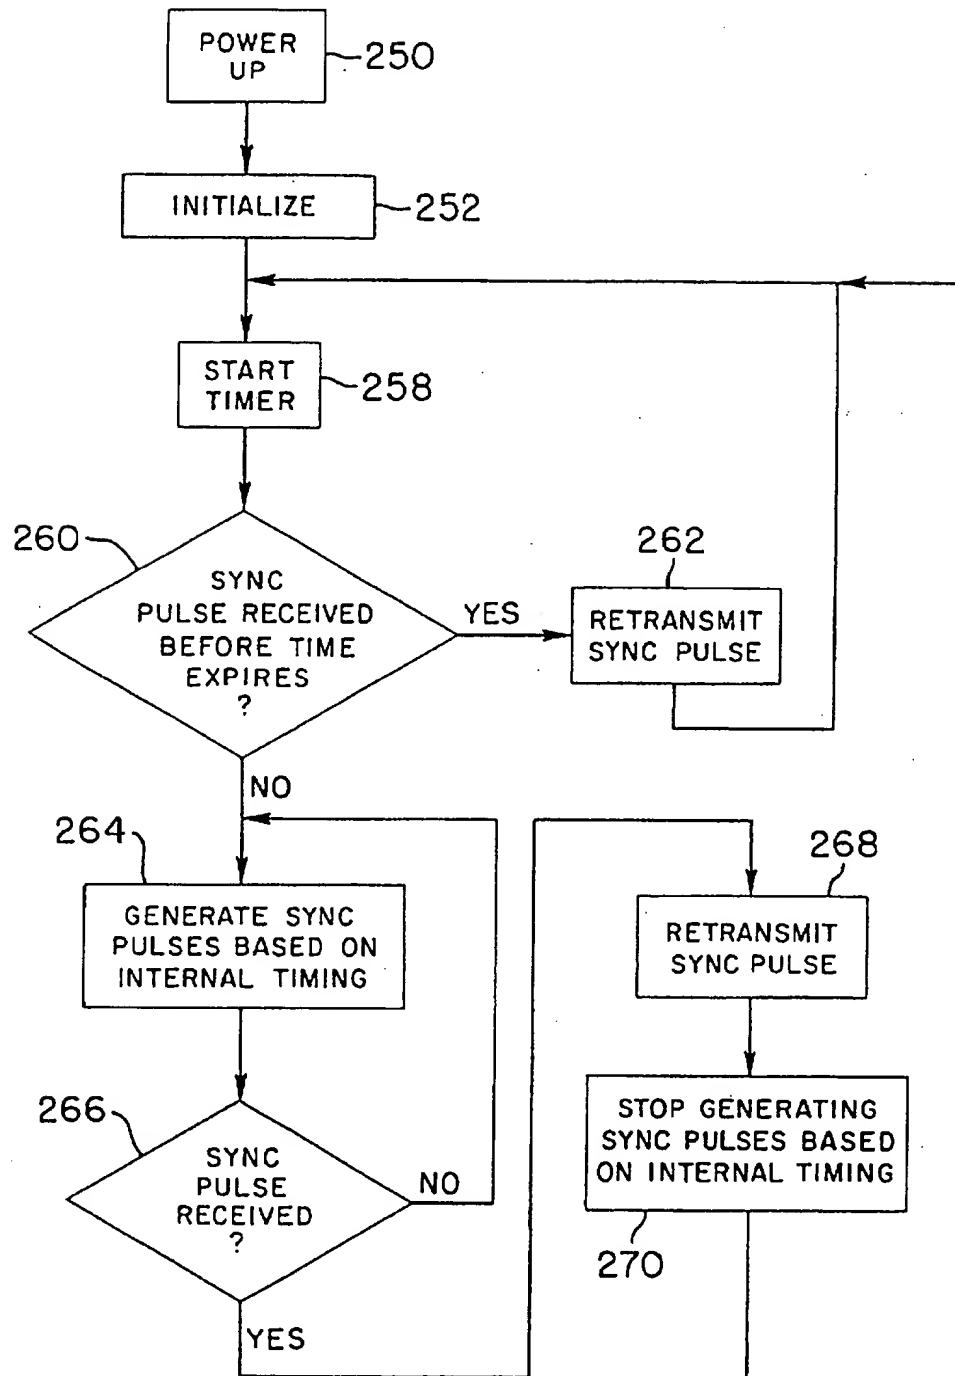 POWER
UP
250
INITIALIZE
252
START
TIMER
258
260
SYNC
PULSE RECEIVED
BEFORE TIME
EXPIRES
?
YES
262
RETRANSMIT
SYNC PULSE
NO
264
GENERATE SYNC
PULSES BASED ON
INTERNAL TIMING
266
SYNC
PULSE
RECEIVED
?
NO
YES
268
RETRANSMIT
SYNC PULSE
STOP GENERATING
SYNC PULSES BASED
ON INTERNAL TIMING
270